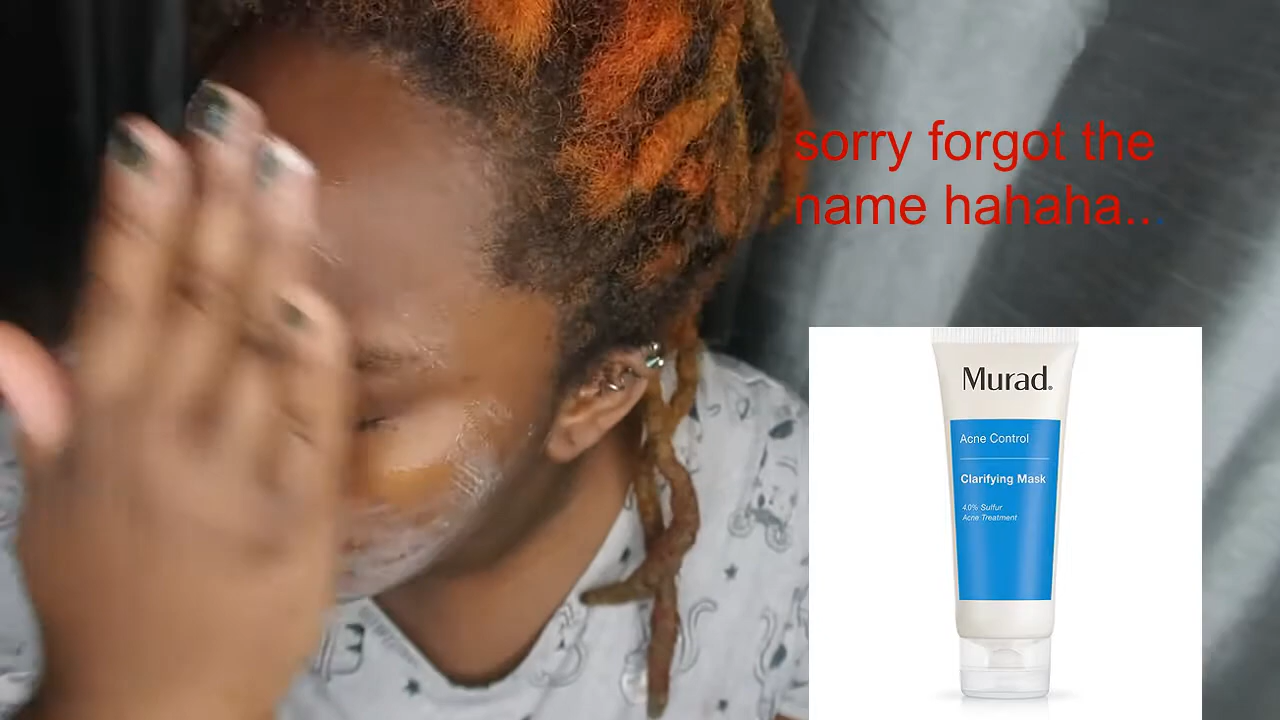 sorry forgot the
name hahaha...
Murad.
Acne Control
Clarifying Mask
4.0% Sulfur
Acne Treatment